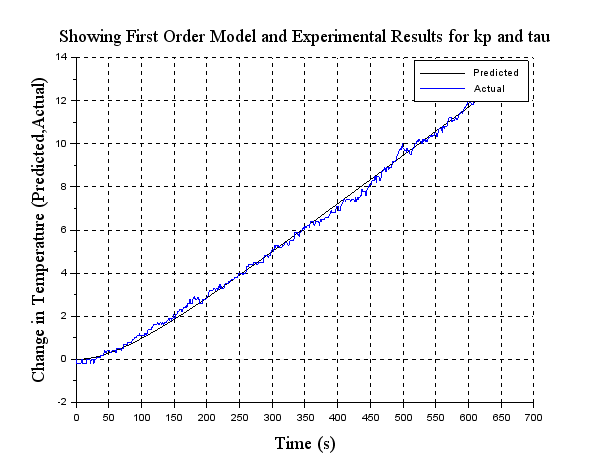 Showing First Order Model and Experimental Results for kp and tau
14
Predicted
Actual
12
10
8
6
4
2
0
-2
Change in Temperature (Predicted,Actual)
0 50 100 150 200 250 300 350 400 450 500 550 600 650 700
Time (s)